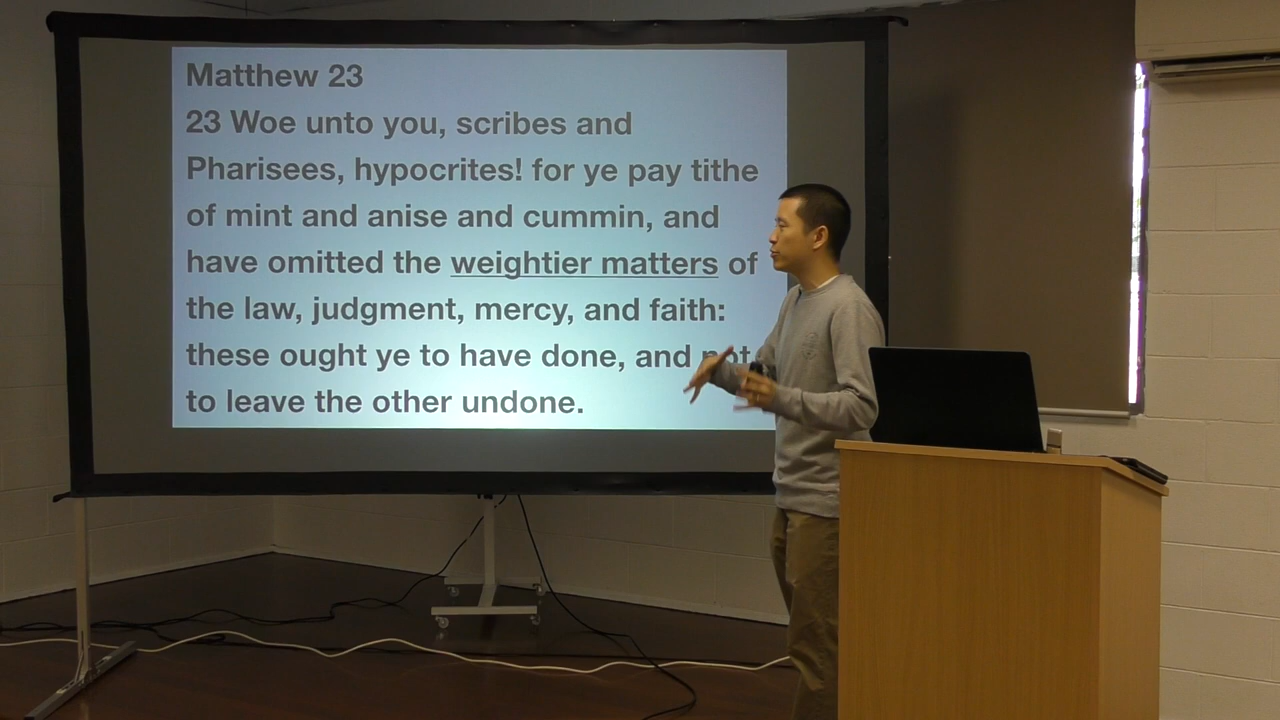 Matthew 23
23 Woe unto you, scribes and
Pharisees, hypocrites! for ye pay tithe
of mint and anise and cummin, and
have omitted the weightier matters of
the law, judgment, mercy, and faith:
these ought ye to have done, and not
to leave the other undone.